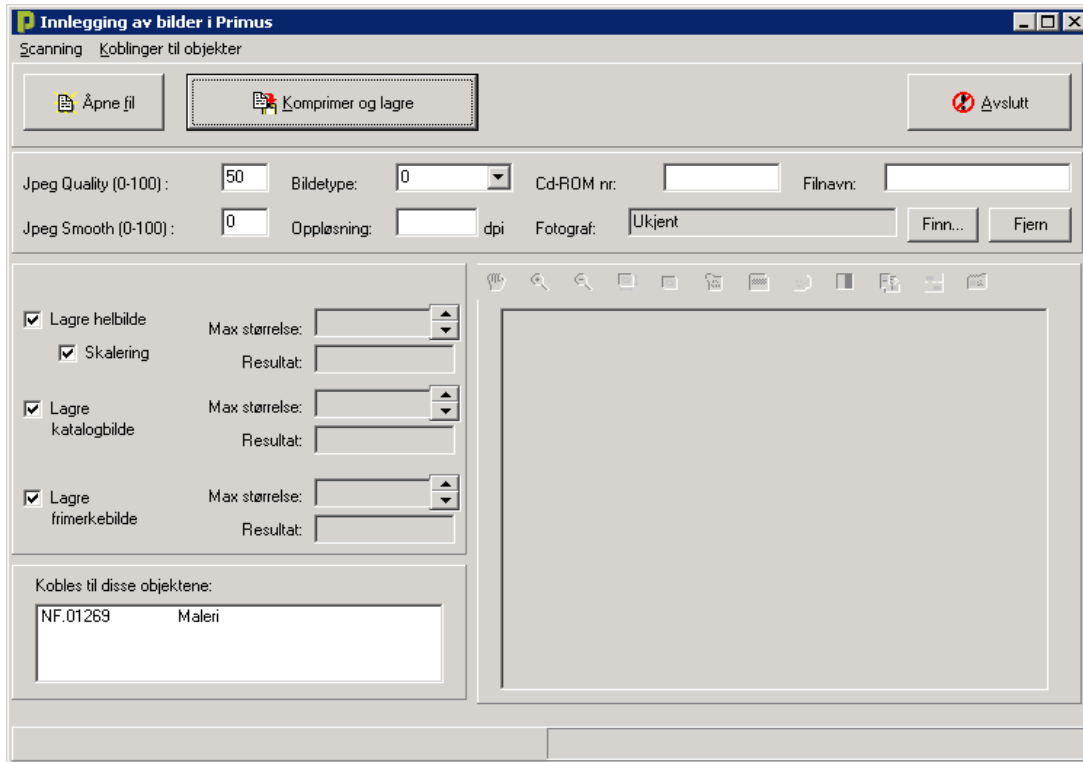 Innlegging av bilder i Primus
Scanning Koblinger til objekter
Åpne fil Komprimer og lagre Avslutt
Jpeg Quality (0-100) : 50 Bildetype: 0 Cd-ROM nr: Filnavn:
Jpeg Smooth (0-100) : 0 Oppløsning: dpi Fotograf: Ukjent Finn... Fjern
Lagre helbilde Max størrelse:
Skalering Resultat:
Lagre Max størrelse:
katalogbilde
Resultat:
Lagre Max størrelse:
frimerkebilde
Resultat:
Kobles til disse objektene:
NF.01269 Maleri